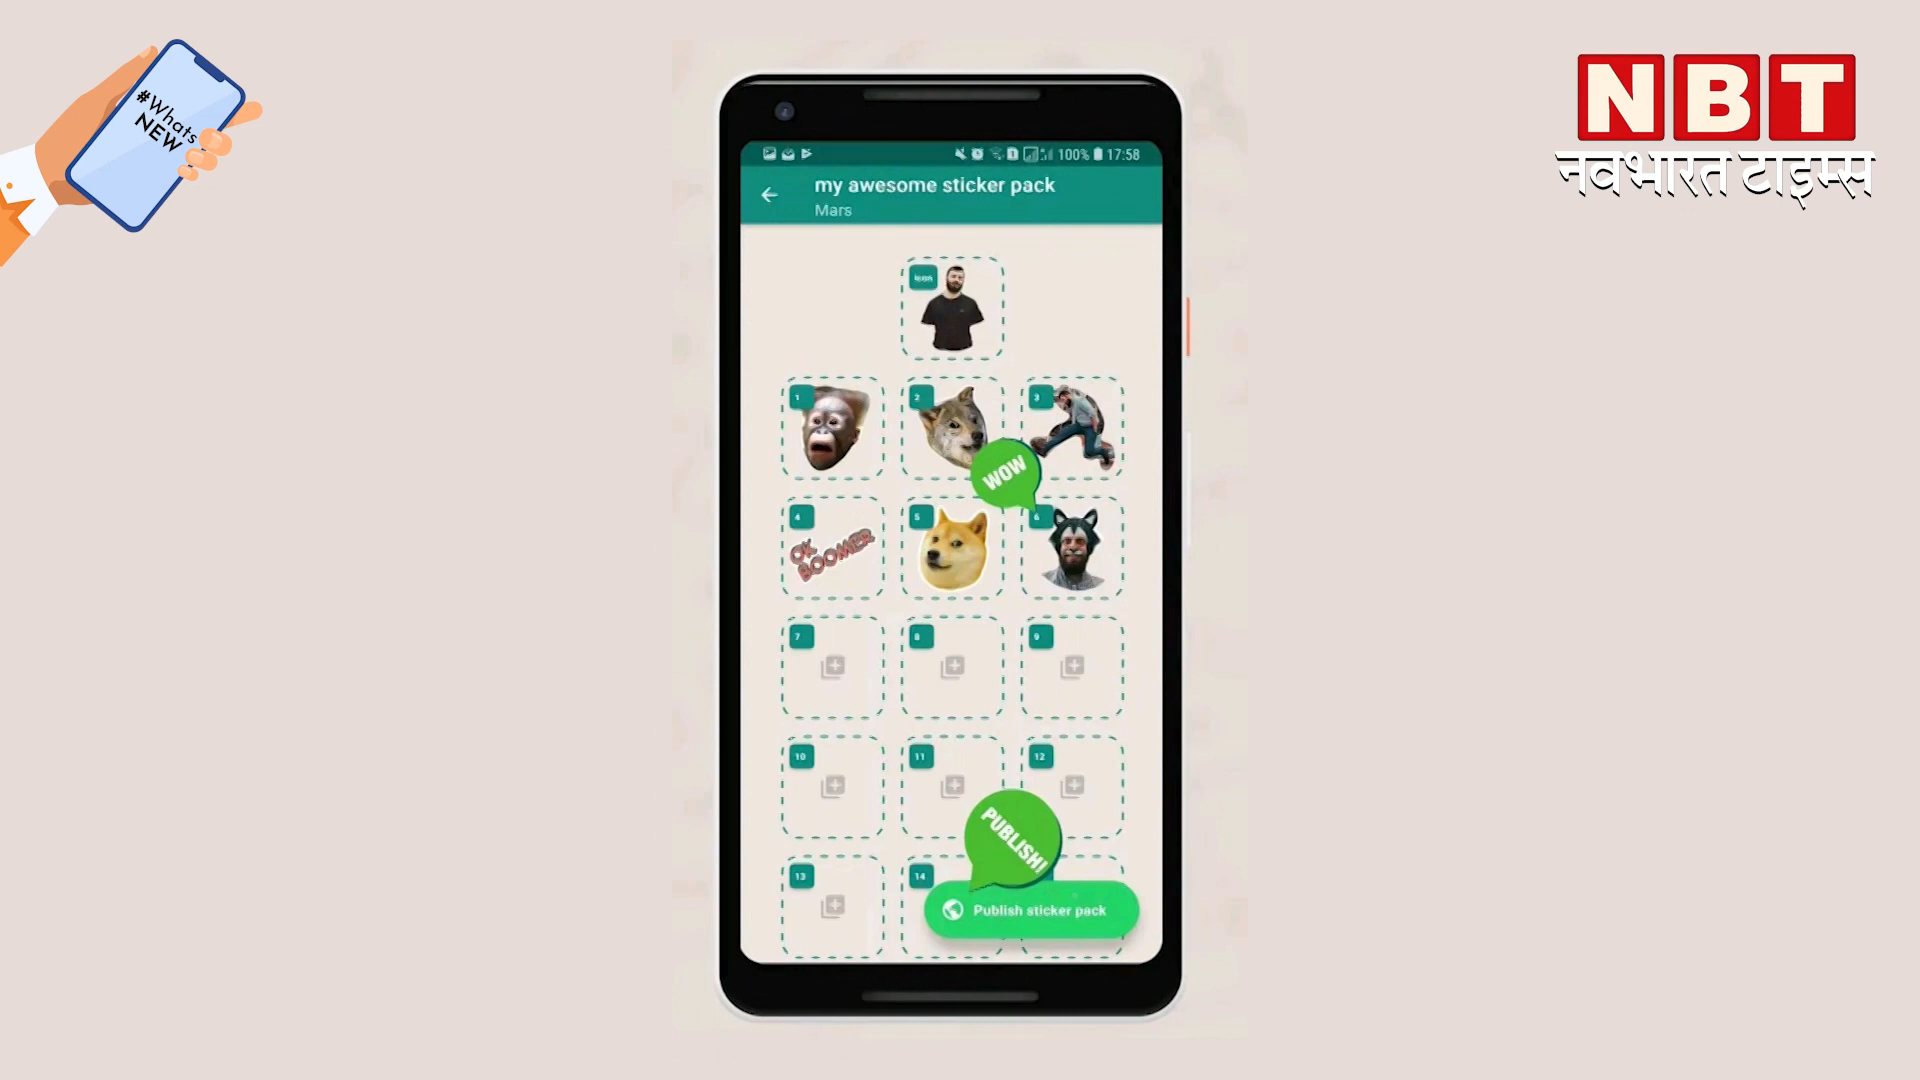 #Whats
NEW
NBT
नवभारत टाइम्स
100% 17:58
my awesome sticker pack
Mars
icon
1
2
3
WOW
4
5
6
OK
BOOMER
7
8
9
10
11
12
PUBLISH!
13
14
Publish sticker pack